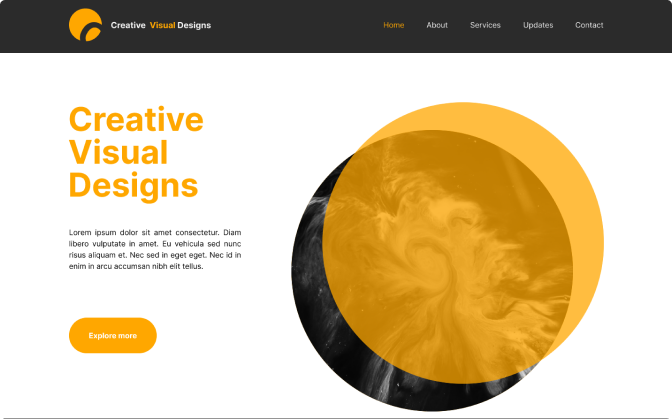 Creative Visual Designs
Home About Services Updates Contact
Creative
Visual
Designs
Lorem ipsum dolor sit amet consectetur. Diam
libero vulputate in amet. Eu vehicula sed nunc
risus aliquam et. Nec sed in eget eget. Nec id in
enim in arcu accumsan nibh elit tellus.
Explore more